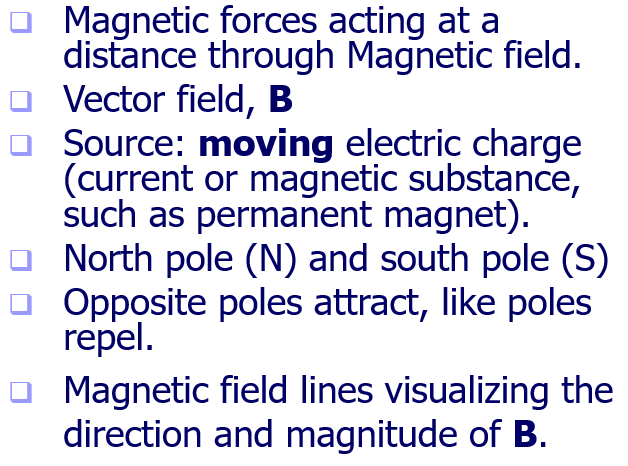 Magnetic forces acting at a
distance through Magnetic field.
Vector field, B
Source: moving electric charge
(current or magnetic substance,
such as permanent magnet).
North pole (N) and south pole (S)
Opposite poles attract, like poles
repel.
Magnetic field lines visualizing the
direction and magnitude of B.